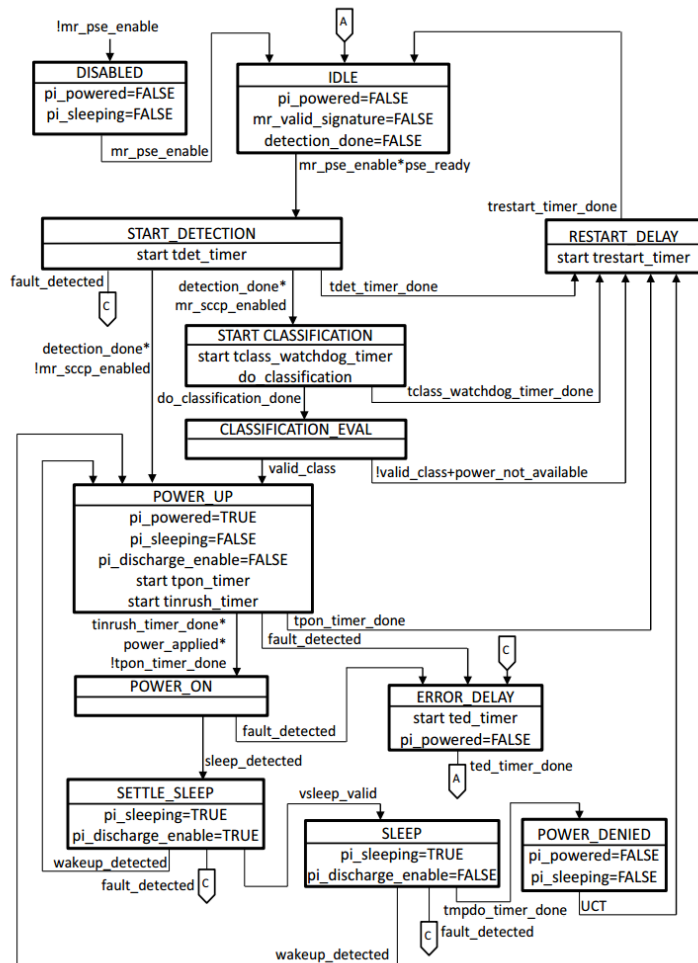 !mr_pse_enable
A
DISABLED
pi_powered=FALSE
pi_sleeping=FALSE
mr_pse_enable
IDLE
pi_powered=FALSE
mr_valid_signature=FALSE
detection_done=FALSE
mr_pse_enable*pse_ready
trestart_timer_done
START_DETECTION
start tdet_timer
RESTART_DELAY
start trestart_timer
fault_detected
C
detection_done*
mr_sccp_enabled
tdet_timer_done
detection_done*
!mr_sccp_enabled
START CLASSIFICATION
start tclass_watchdog_timer
do_classification
do_classification_done
tclass_watchdog_timer_done
CLASSIFICATION_EVAL
valid_class
!valid_class+power_not_available
POWER_UP
pi_powered=TRUE
pi_sleeping=FALSE
pi_discharge_enable=FALSE
start tpon_timer
start tinrush_timer
tinrush_timer_done*
power_applied*
!tpon_timer_done
tpon_timer_done
fault_detected
C
POWER_ON
fault_detected
ERROR_DELAY
start ted_timer
pi_powered=FALSE
ted_timer_done
A
sleep_detected
SETTLE_SLEEP
pi_sleeping=TRUE
pi_discharge_enable=TRUE
wakeup_detected
fault_detected
C
vsleep_valid
SLEEP
pi_sleeping=TRUE
pi_discharge_enable=FALSE
POWER_DENIED
pi_powered=FALSE
pi_sleeping=FALSE
tmpdo_timer_done
UCT
C
fault_detected
wakeup_detected